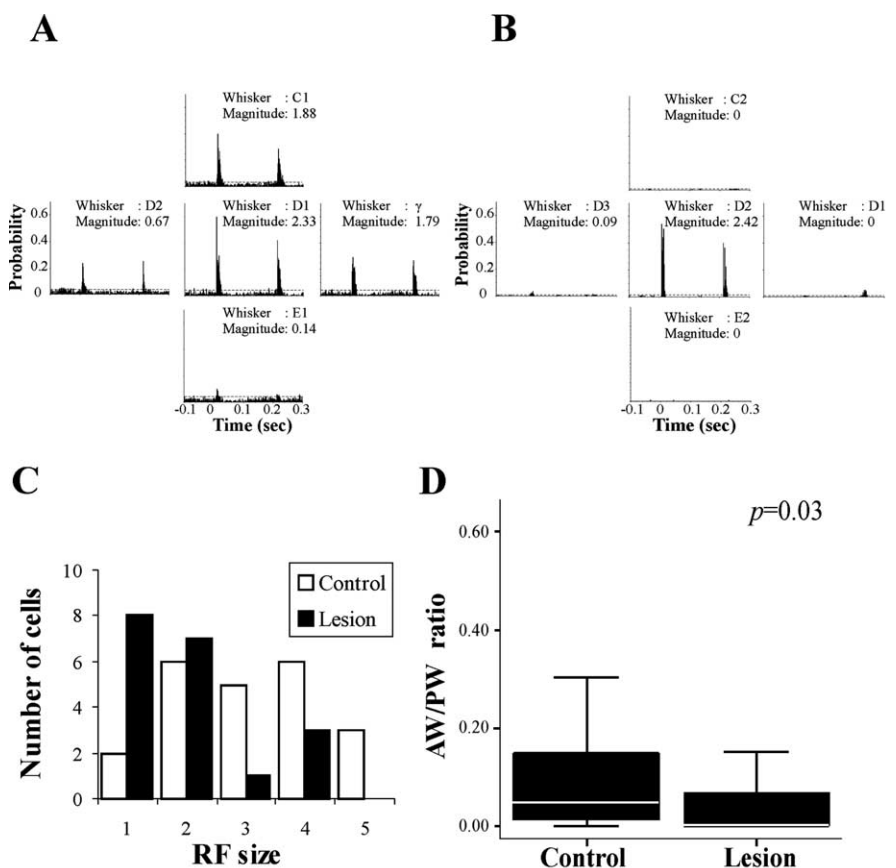 A
B
Whisker : C1
Magnitude: 1.88
Whisker : C2
Magnitude: 0
Probability
0.6
0.4
0.2
0
Whisker : D2
Magnitude: 0.67
Whisker : D1
Magnitude: 2.33
Whisker : γ
Magnitude: 1.79
Probability
0.6
0.4
0.2
0
Whisker : D3
Magnitude: 0.09
Whisker : D2
Magnitude: 2.42
Whisker : D1
Magnitude: 0
Whisker : E1
Magnitude: 0.14
-0.1 0 0.1 0.2 0.3
Time (sec)
Whisker : E2
Magnitude: 0
-0.1 0 0.1 0.2 0.3
Time (sec)
C
Number of cells
10
8
6
4
2
0
Control
Lesion
1 2 3 4 5
RF size
D
p=0.03
AW/PW ratio
0.60
0.40
0.20
0.00
Control Lesion